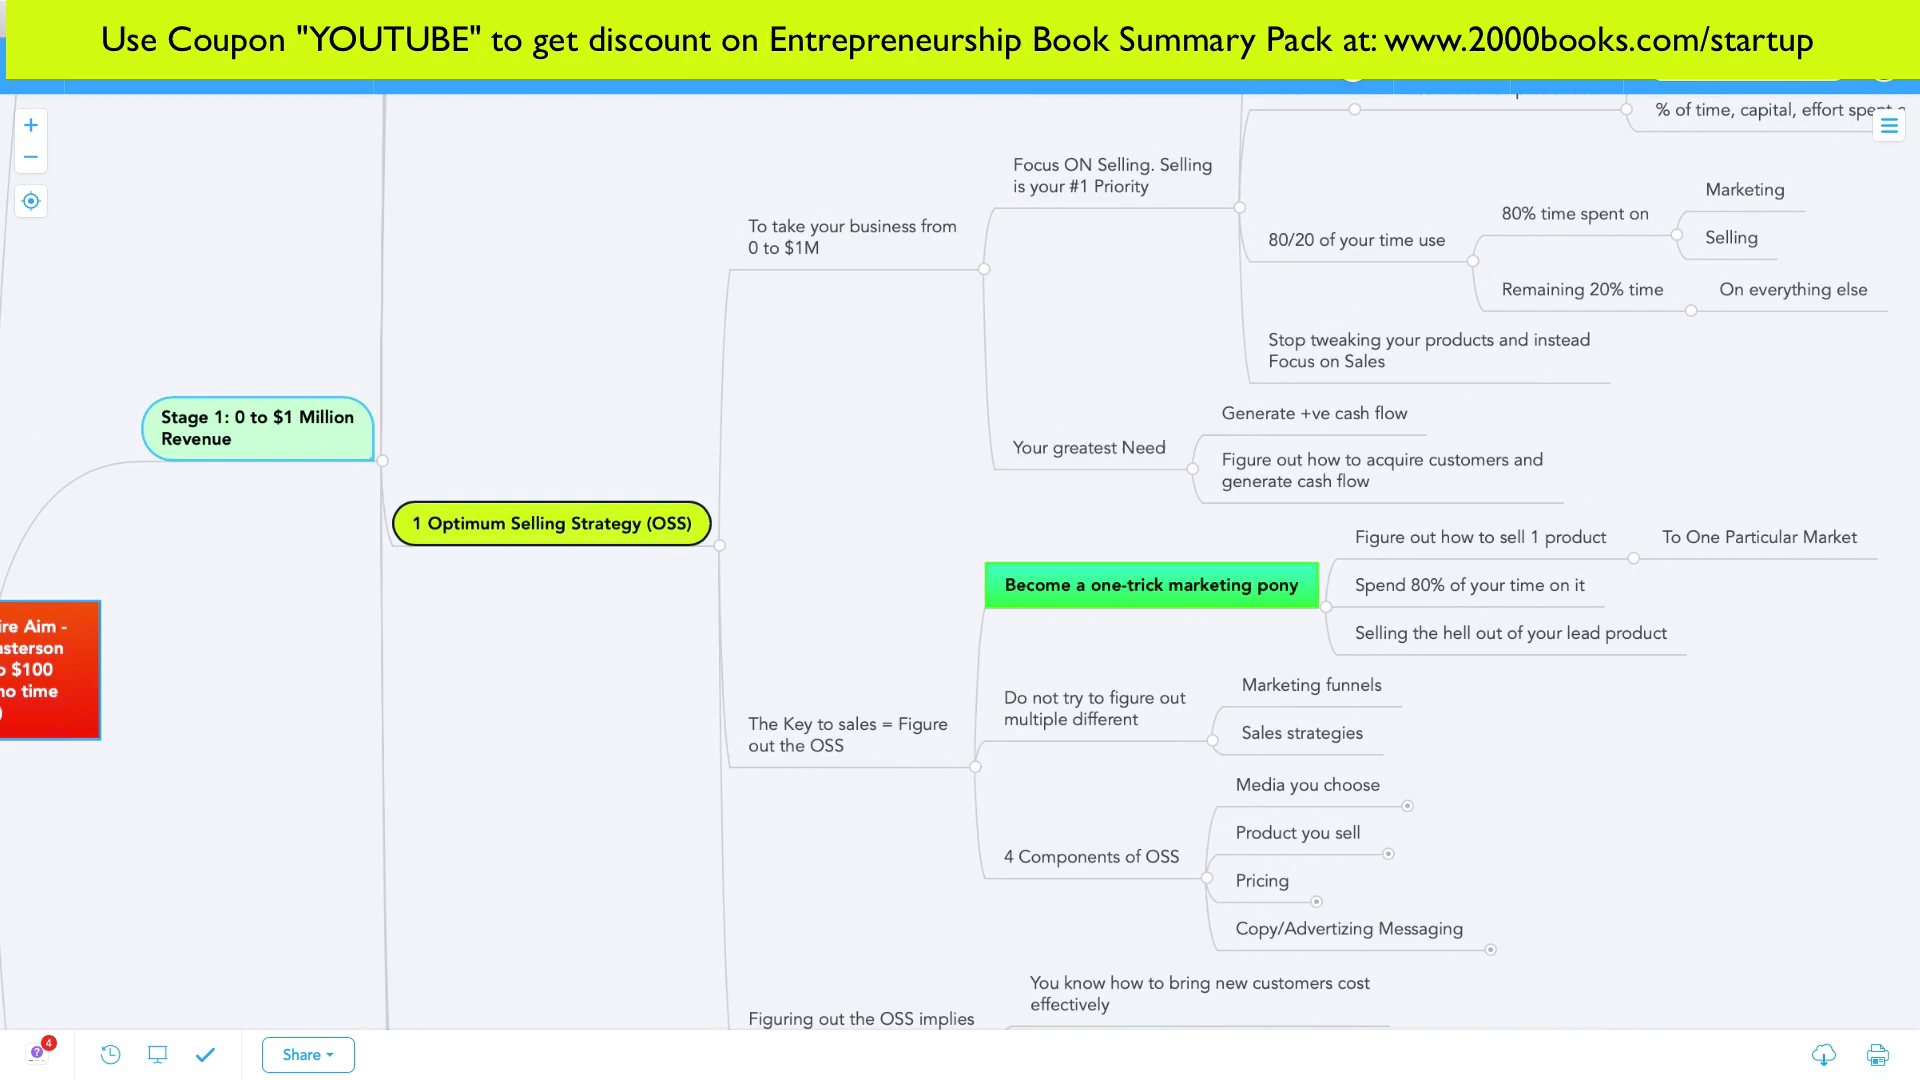 Use Coupon "YOUTUBE" to get discount on Entrepreneurship Book Summary Pack at: www.2000books.com/startup
% of time, capital, effort
Focus ON Selling. Selling
is your #1 Priority
Marketing
80% time spent on
Selling
To take your business from
0 to $1M
80/20 of your time use
Remaining 20% time
On everything else
Stop tweaking your products and instead
Focus on Sales
Stage 1: 0 to $1 Million
Revenue
Generate +ve cash flow
Your greatest Need
Figure out how to acquire customers and
generate cash flow
1 Optimum Selling Strategy (OSS)
Figure out how to sell 1 product
To One Particular Market
Become a one-trick marketing pony
Spend 80% of your time on it
Selling the hell out of your lead product
ire Aim -
asterson
o $100
no time
)
Do not try to figure out
multiple different
Marketing funnels
Sales strategies
The Key to sales = Figure
out the OSS
Media you choose
Product you sell
4 Components of OSS
Pricing
Copy/Advertizing Messaging
You know how to bring new customers cost
effectively
Figuring out the OSS implies
4
Share